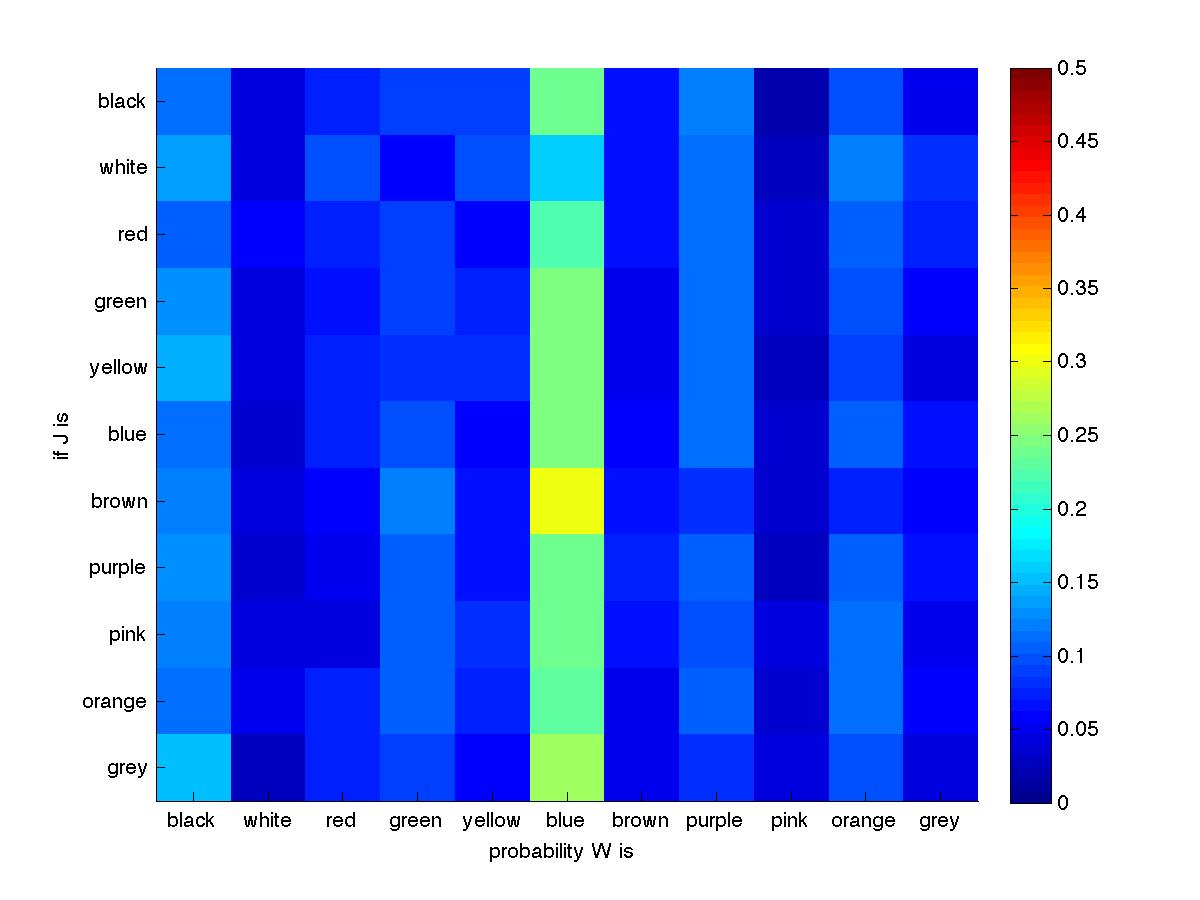 black
white
red
green
yellow
blue
brown
purple
pink
orange
grey
if J is
black white red green yellow blue brown purple pink orange grey
probability W is
0.5
0.45
0.4
0.35
0.3
0.25
0.2
0.15
0.1
0.05
0